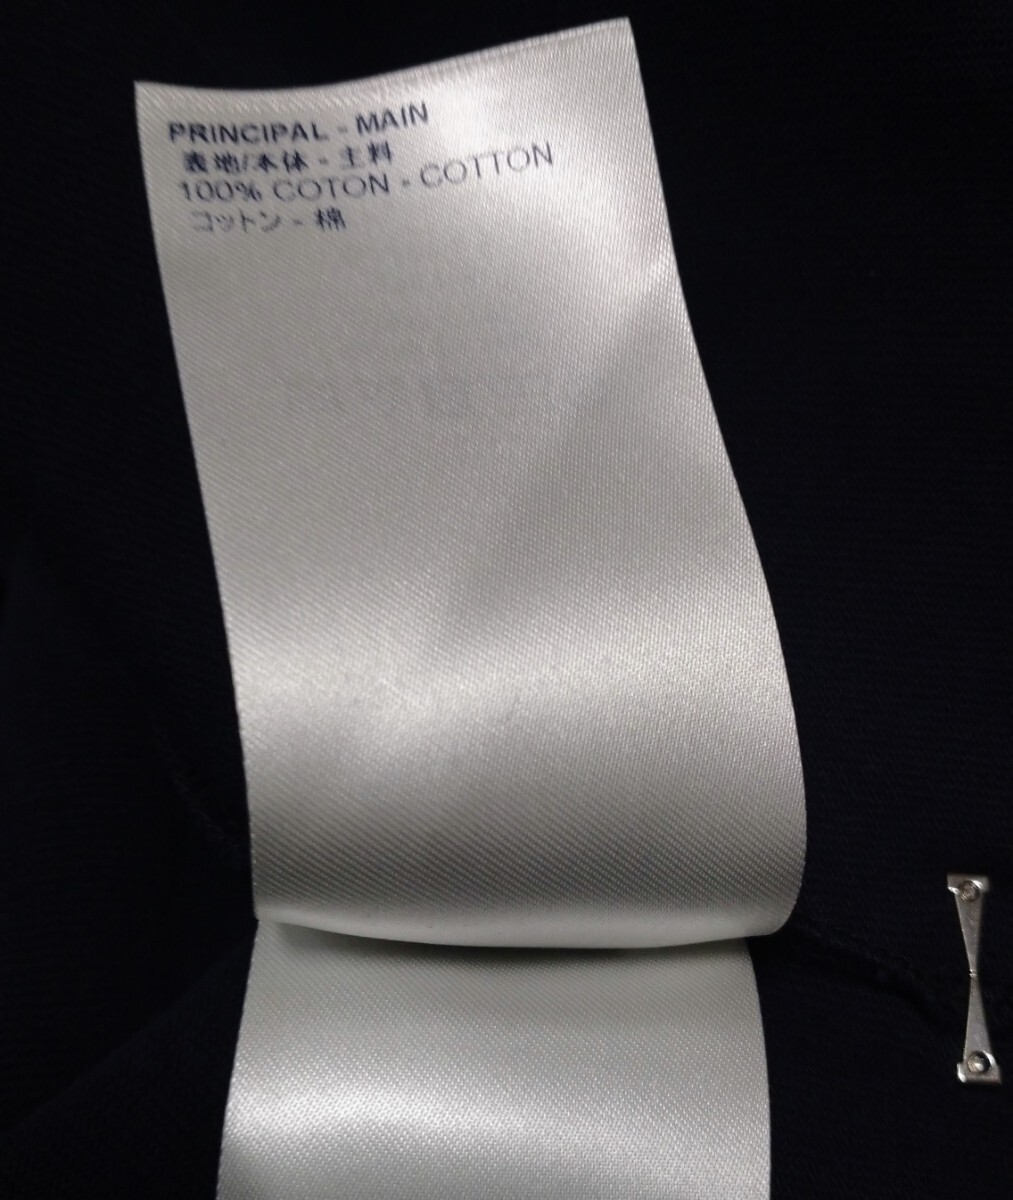 PRINCIPAL - MAIN
表地/本体 - 主料
100% COTON - COTTON
コットン - 棉